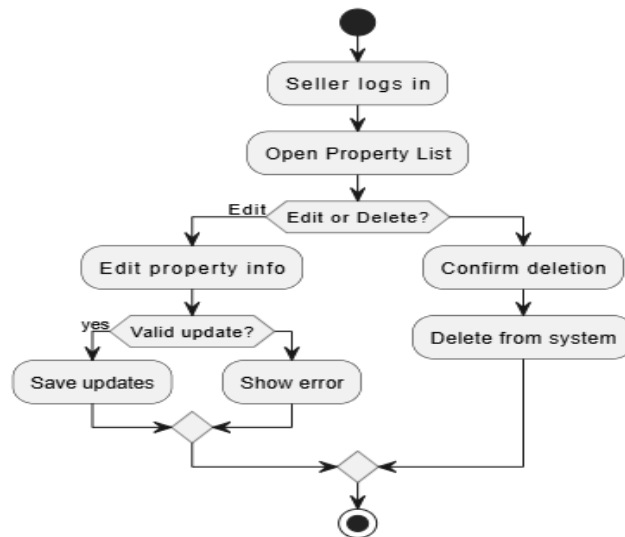 Seller logs in
Open Property List
Edit
Edit or Delete?
Edit property info
Confirm deletion
yes
Valid update?
Delete from system
Save updates
Show error